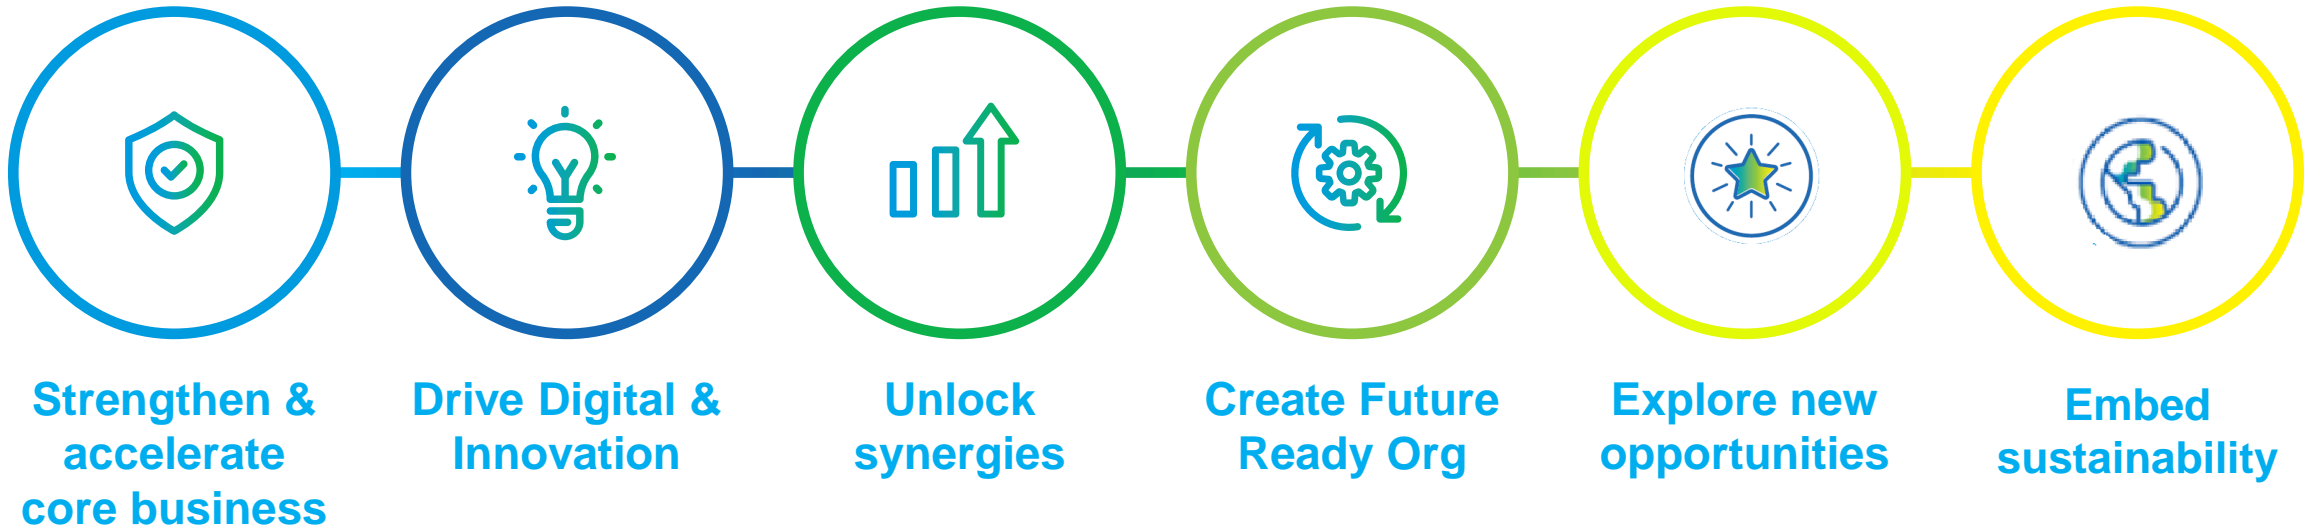 Strengthen &
accelerate
core business
Drive Digital &
Innovation
Unlock
synergies
Create Future
Ready Org
Explore new
opportunities
Embed
sustainability